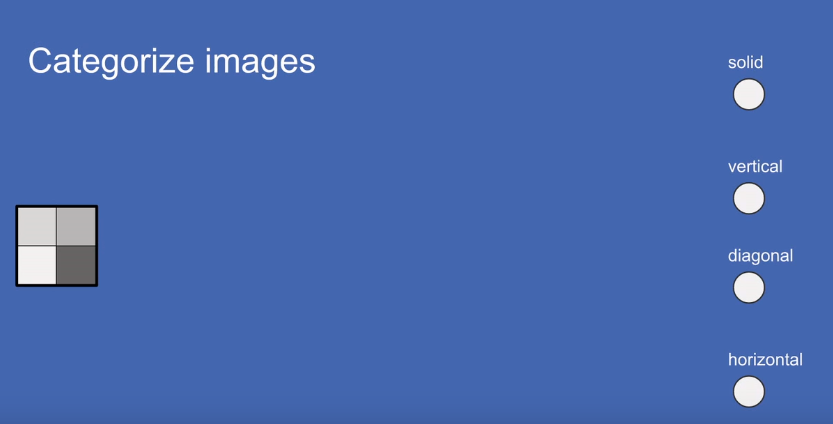 Categorize images
solid
vertical
diagonal
horizontal